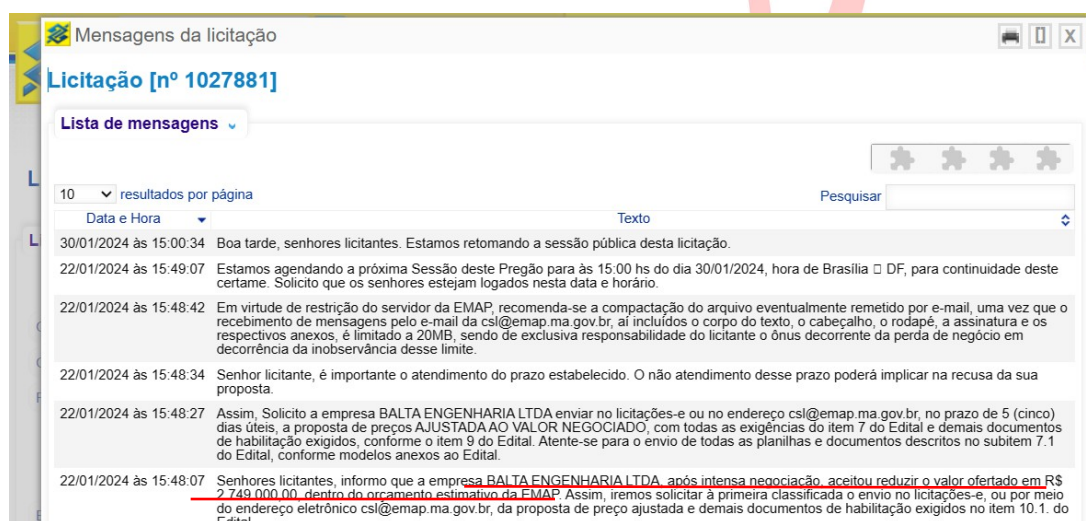 Mensagens da licitação
X
Licitação [nº 1027881]
Lista de mensagens
10 resultados por página
Pesquisar
Data e Hora
Texto
30/01/2024 às 15:00:34 Boa tarde, senhores licitantes. Estamos retomando a sessão pública desta licitação.
22/01/2024 às 15:49:07 Estamos agendando a próxima Sessão deste Pregão para às 15:00 hs do dia 30/01/2024, hora de Brasília □ DF, para continuidade deste
certame. Solicito que os senhores estejam logados nesta data e horário.
22/01/2024 às 15:48:42 Em virtude de restrição do servidor da EMAP, recomenda-se a compactação do arquivo eventualmente remetido por e-mail, uma vez que o
recebimento de mensagens pelo e-mail da csl@emap.ma.gov.br, aí incluídos o corpo do texto, o cabeçalho, o rodapé, a assinatura e os
respectivos anexos, é limitado a 20MB, sendo de exclusiva responsabilidade do licitante o ônus decorrente da perda de negócio em
decorrência da inobservância desse limite.
22/01/2024 às 15:48:34 Senhor licitante, é importante o atendimento do prazo estabelecido. O não atendimento desse prazo poderá implicar na recusa da sua
proposta.
22/01/2024 às 15:48:27 Assim, Solicito a empresa BALTA ENGENHARIA LTDA enviar no licitações-e ou no endereço csl@emap.ma.gov.br, no prazo de 5 (cinco)
dias úteis, a proposta de preços AJUSTADA AO VALOR NEGOCIADO, com todas as exigências do item 7 do Edital e demais documentos
de habilitação exigidos, conforme o item 9 do Edital. Atente-se para o envio de todas as planilhas e documentos descritos no subitem 7.1
do Edital, conforme modelos anexos ao Edital.
22/01/2024 às 15:48:07 Senhores licitantes, informo que a empresa BALTA ENGENHARIA LTDA, após intensa negociação, aceitou reduzir o valor ofertado em R$
2.749.000,00, dentro do orçamento estimativo da EMAP. Assim, iremos solicitar à primeira classificada o envio no licitações-e, ou por meio
do endereço eletrônico csl@emap.ma.gov.br, da proposta de preço ajustada e demais documentos de habilitação exigidos no item 10.1. do
Edital